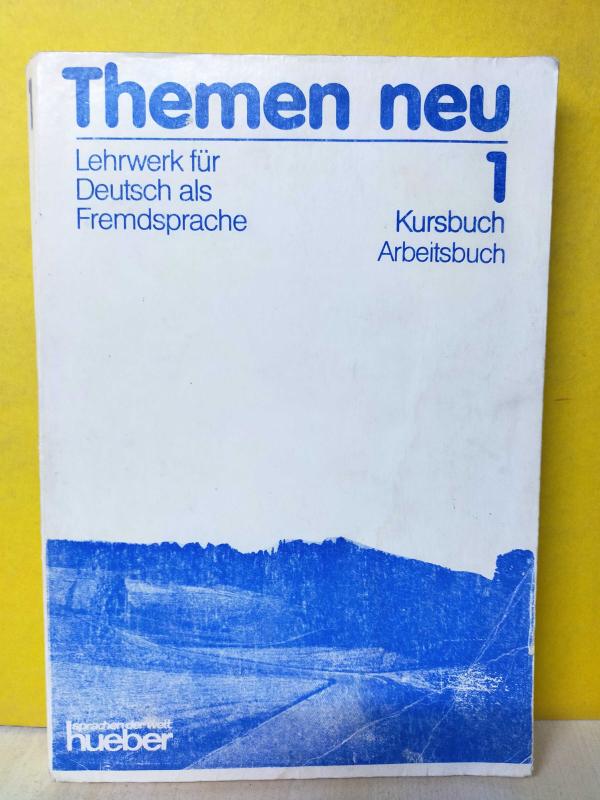 Themen neu
1
Lehrwerk für
Deutsch als
Fremdsprache
Kursbuch
Arbeitsbuch
sprachen der welt
hueber